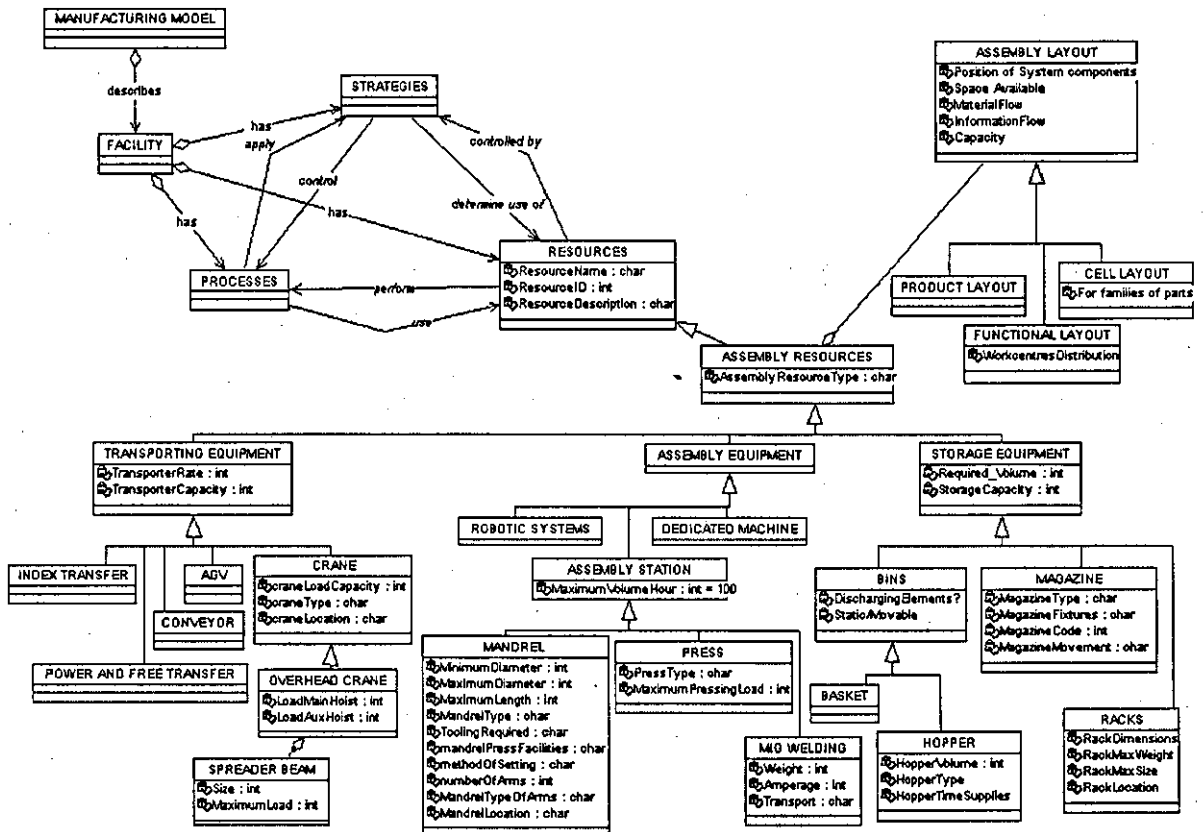 MANUFACTURING MODEL
describes
FACILITY
has
apply
STRATEGIES
control
controlled by
determine use of
has
has
PROCESSES
perform
use
RESOURCES
ResourceName : char
ResourceID : int
ResourceDescription : char
ASSEMBLY LAYOUT
Position of System components
Space Available
MaterialFlow
InformationFlow
Capacity
PRODUCT LAYOUT
CELL LAYOUT
For families of parts
FUNCTIONAL LAYOUT
WorkcentresDistribution
ASSEMBLY RESOURCES
AssemblyResourceType : char
TRANSPORTING EQUIPMENT
TransporterRate : int
TransporterCapacity : int
ASSEMBLY EQUIPMENT
STORAGE EQUIPMENT
Required_Volume : int
StorageCapacity : int
ROBOTIC SYSTEMS
DEDICATED MACHINE
INDEX TRANSFER
AGV
CONVEYOR
POWER AND FREE TRANSFER
CRANE
craneLoadCapacity : int
craneType : char
craneLocation : char
OVERHEAD CRANE
LoadMainHoist : int
LoadAuxHoist : int
SPREADER BEAM
Size : int
MaximumLoad : int
ASSEMBLY STATION
MaximumVolumeHour : int = 100
MANDREL
MinimumDiameter : int
MaximumDiameter : int
MaximumLength : int
MandrelType : char
ToolingRequired : char
mandrelPressFacilities : char
methodOfSetting : char
numberOfArms : int
MandrelTypeOfArms : char
MandrelLocation : char
PRESS
PressType : char
MaximumPressingLoad : int
MIG WELDING
Weight : int
Amperage : int
Transport : char
BINS
DischargingElements?
Static/Movable
BASKET
HOPPER
HopperVolume : int
HopperType
HopperTimeSupplies
MAGAZINE
MagazineType : char
MagazineFixtures : char
MagazineCode : int
MagazineMovement : char
RACKS
RackDimensions
RackMaxWeight
RackMaxSize
RackLocation